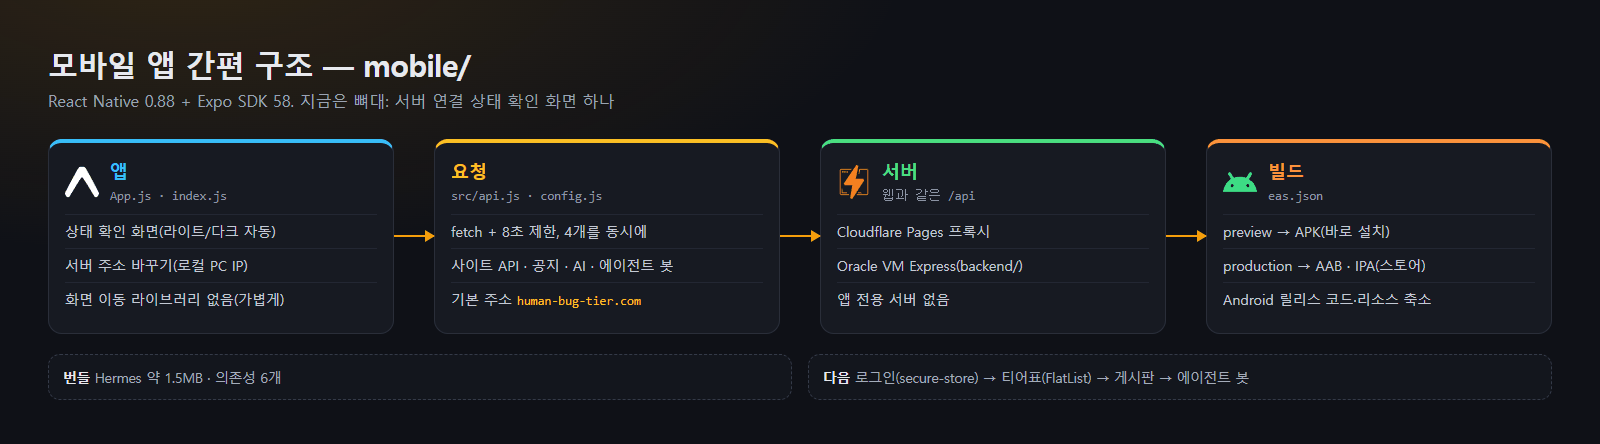 모바일 앱 간편 구조 — mobile/
React Native 0.88 + Expo SDK 58. 지금은 뼈대: 서버 연결 상태 확인 화면 하나
앱
App.js · index.js
상태 확인 화면(라이트/다크 자동)
서버 주소 바꾸기(로컬 PC IP)
화면 이동 라이브러리 없음(가볍게)
요청
src/api.js · config.js
fetch + 8초 제한, 4개를 동시에
사이트 API · 공지 · AI · 에이전트 봇
기본 주소 human-bug-tier.com
서버
웹과 같은 /api
Cloudflare Pages 프록시
Oracle VM Express(backend/)
앱 전용 서버 없음
빌드
eas.json
preview → APK(바로 설치)
production → AAB · IPA(스토어)
Android 릴리스 코드·리소스 축소
번들 Hermes 약 1.5MB · 의존성 6개
다음 로그인(secure-store) → 티어표(FlatList) → 게시판 → 에이전트 봇